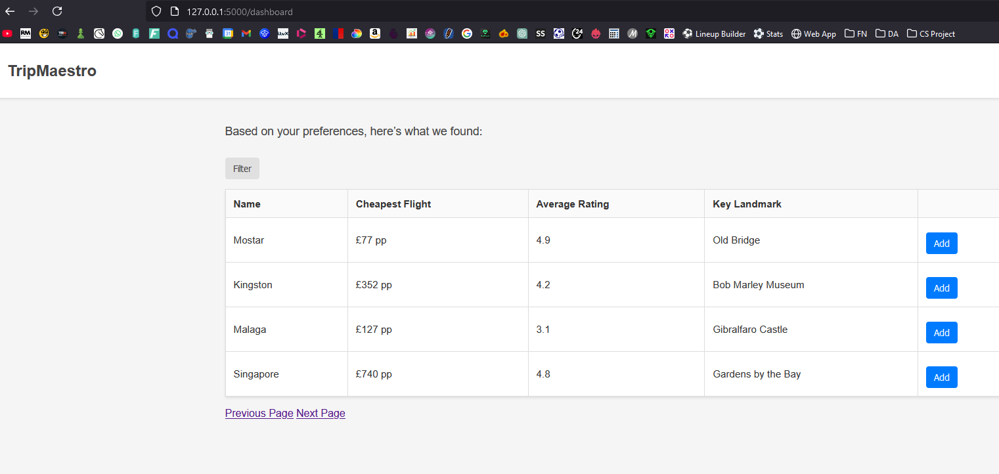 127.0.0.1:5000/dashboard
Lineup Builder Stats Web App FN DA CS Project
TripMaestro
Based on your preferences, here’s what we found:
Filter
Name Cheapest Flight Average Rating Key Landmark
Mostar £77 pp 4.9 Old Bridge Add
Kingston £352 pp 4.2 Bob Marley Museum Add
Malaga £127 pp 3.1 Gibralfaro Castle Add
Singapore £740 pp 4.8 Gardens by the Bay Add
Previous Page Next Page